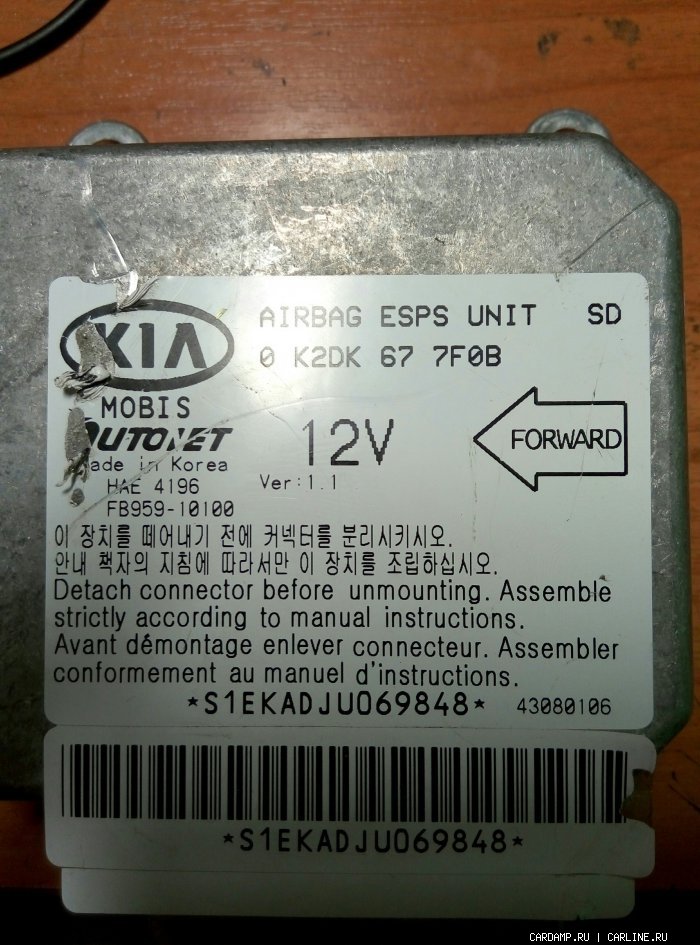 KIA
AIRBAG ESPS UNIT SD
0 K2DK 67 7F0B
MOBIS
AUTONET
Made in Korea
12V
FORWARD
HAE 4196
Ver:1.1
FB959-10100
이 장치를 떼어내기 전에 커넥터를 분리시키시오.
안내 책자의 지침에 따라서만 이 장치를 조립하십시오.
Detach connector before unmounting. Assemble
strictly according to manual instructions.
Avant démontage enlever connecteur. Assembler
conformement au manuel d'instructions.
*S1EKADJU069848* 43080106
*S1EKADJU069848*
CARDAMP.RU | CARLINE.RU